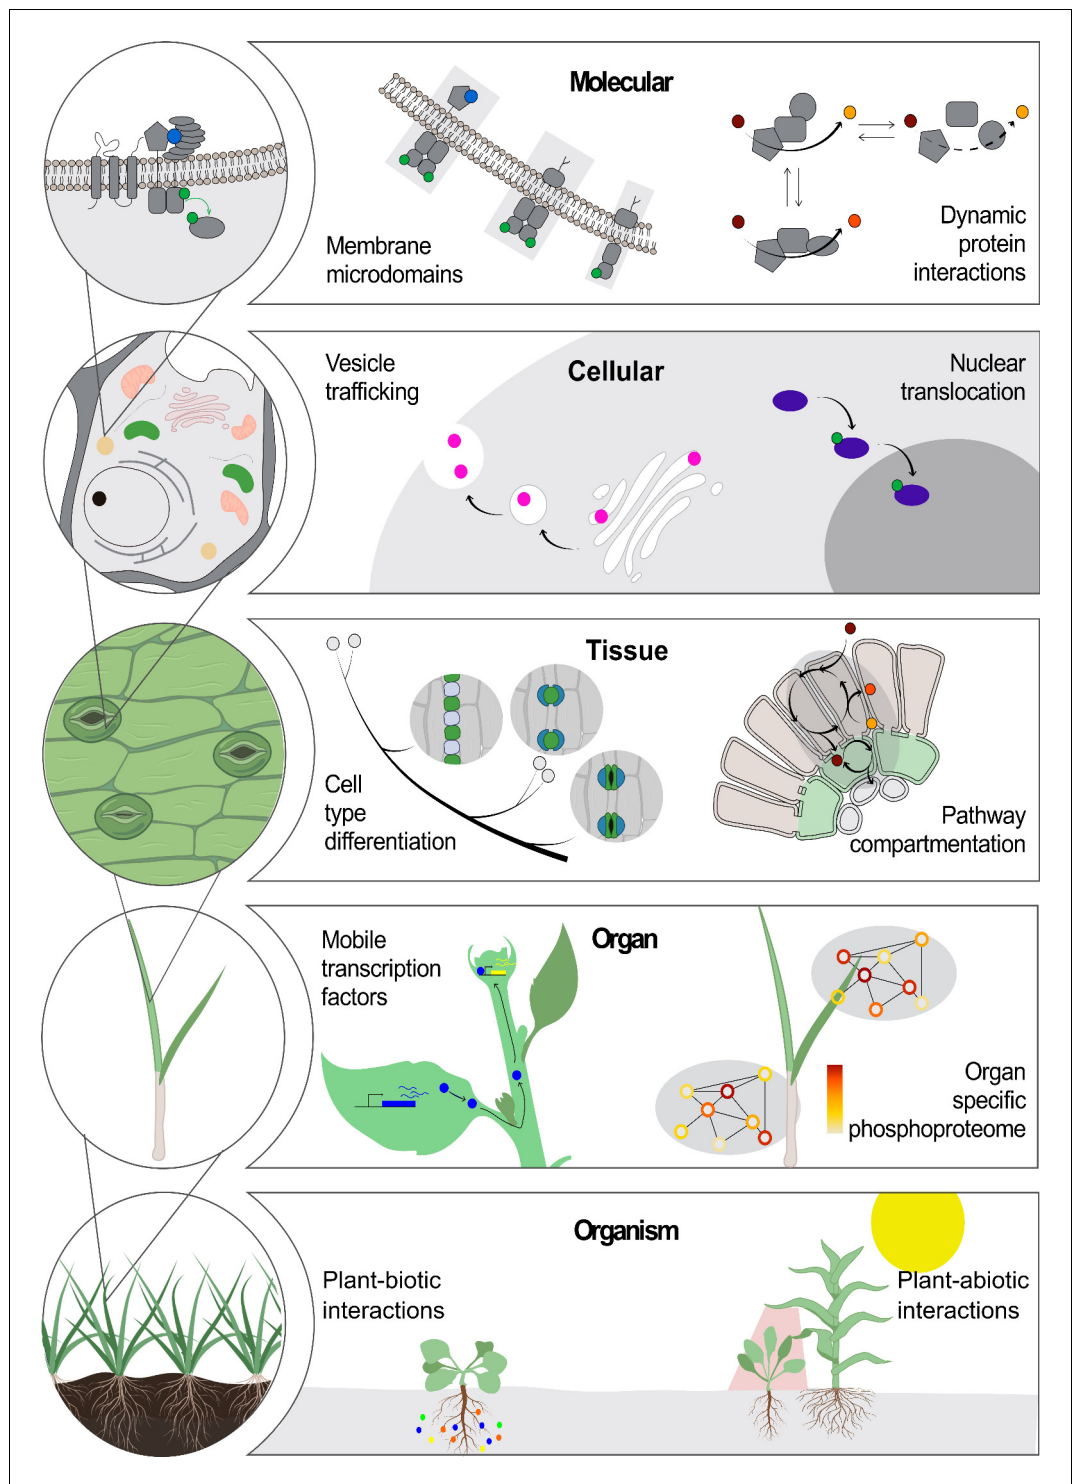 Molecular
Membrane
microdomains
Dynamic
protein
interactions
Vesicle
trafficking
Cellular
Nuclear
translocation
Tissue
Cell
type
differentiation
Pathway
compartmentation
Mobile
transcription
factors
Organ
Organ
specific
phosphoproteome
Organism
Plant-biotic
interactions
Plant-abiotic
interactions